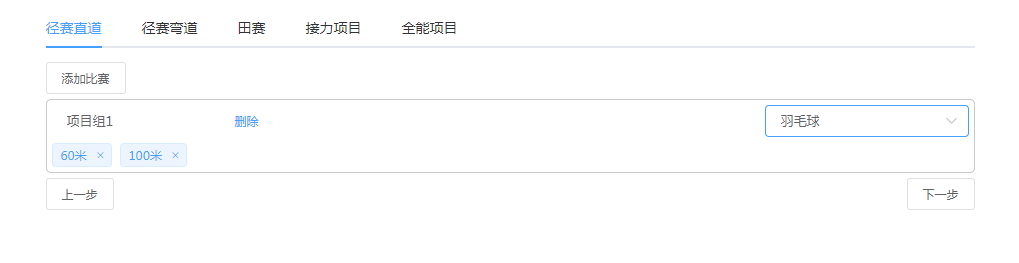 径赛直道 径赛弯道 田赛 接力项目 全能项目
添加比赛
项目组1 删除 羽毛球
60米 × 100米 ×
上一步 下一步